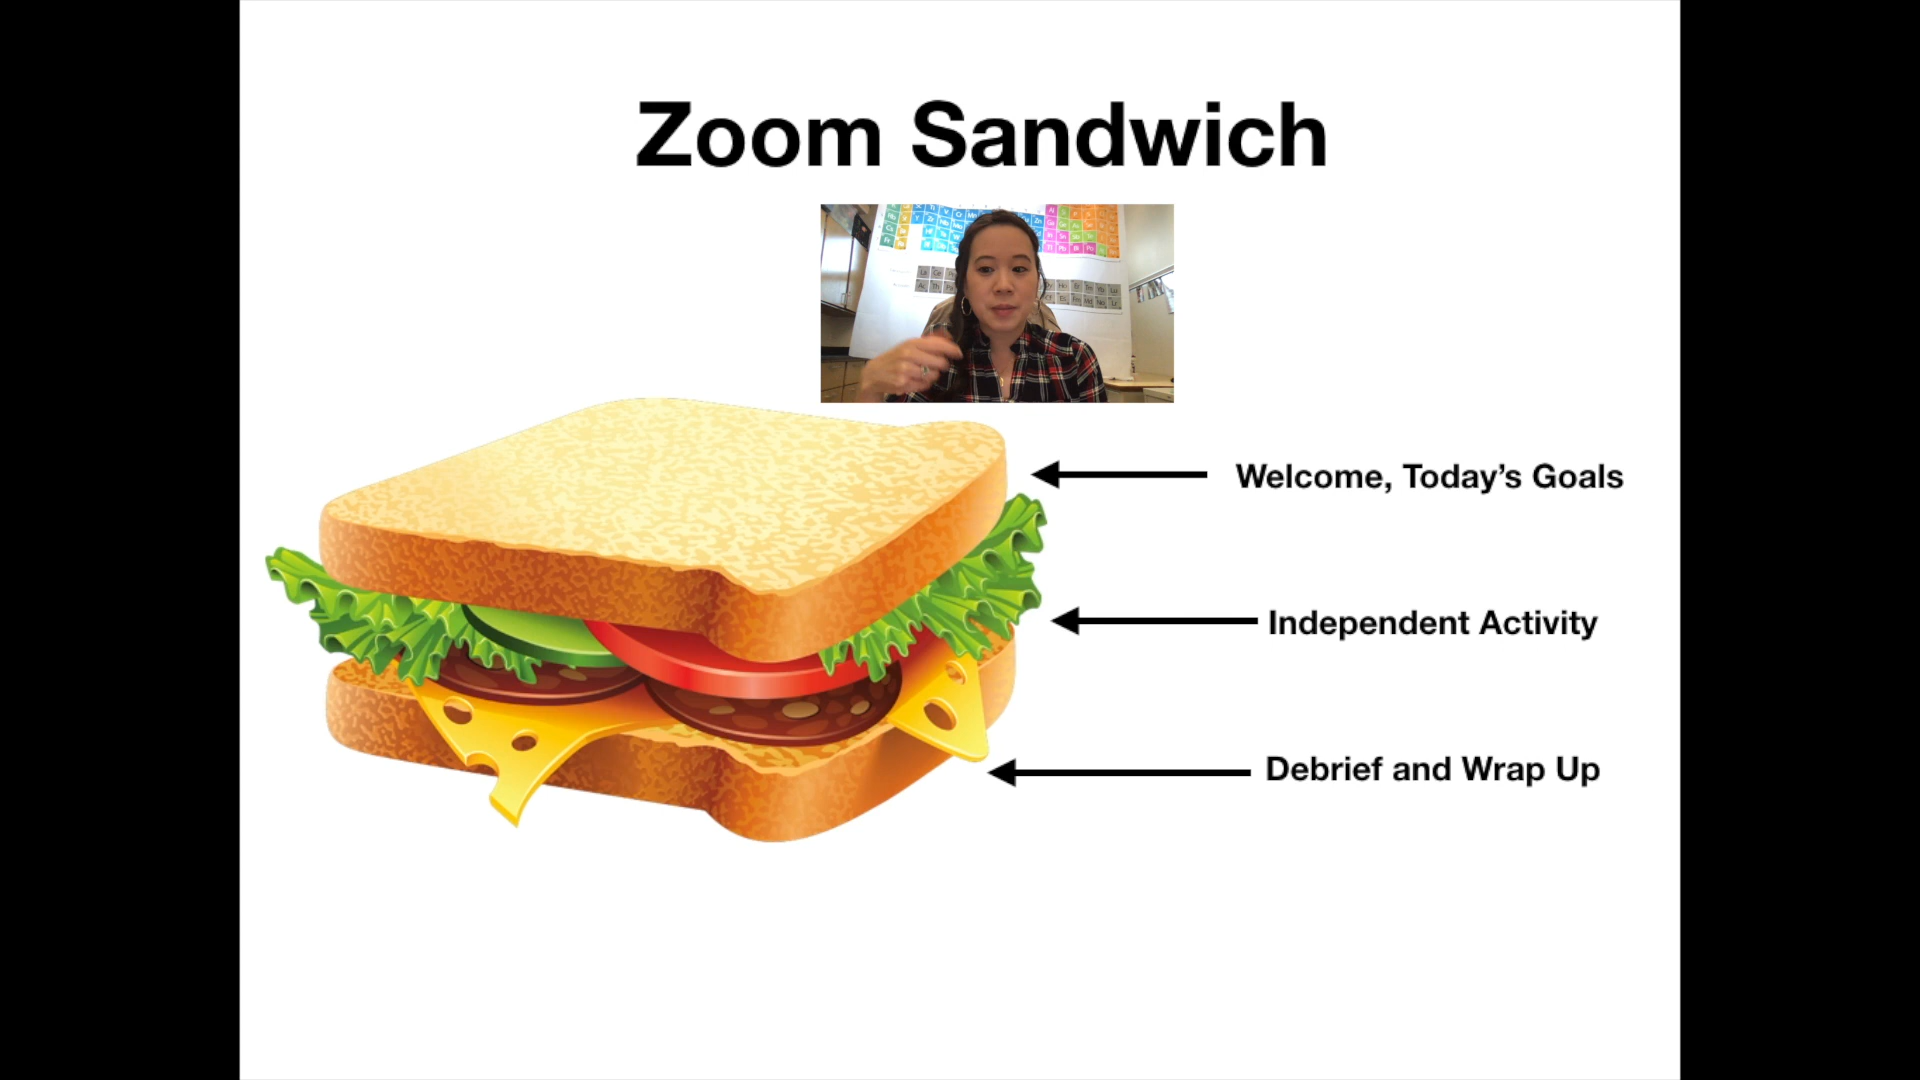 Zoom Sandwich
Welcome, Today's Goals
Independent Activity
Debrief and Wrap Up